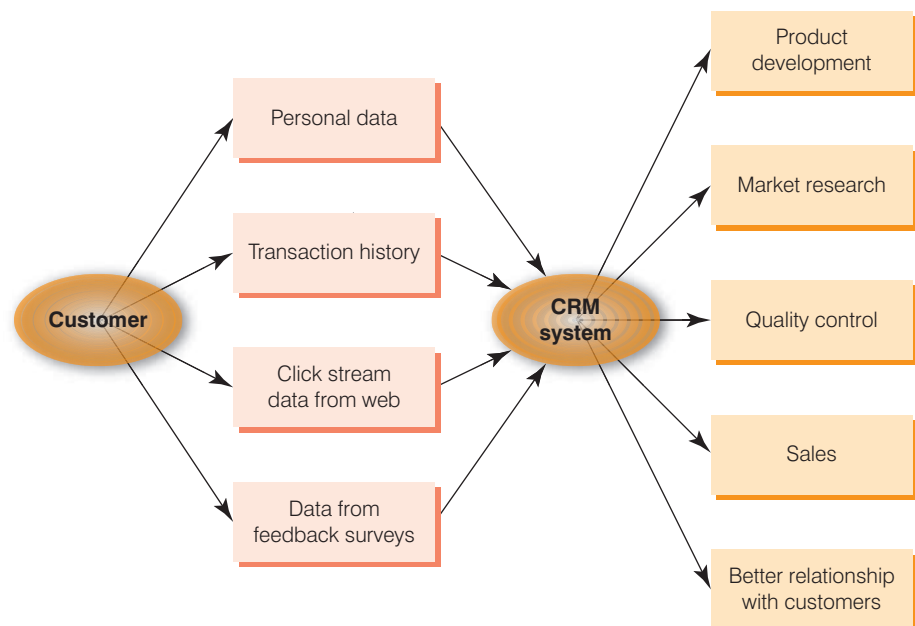 Customer
Personal data
Transaction history
Click stream
data from web
Data from
feedback surveys
CRM
system
Product
development
Market research
Quality control
Sales
Better relationship
with customers